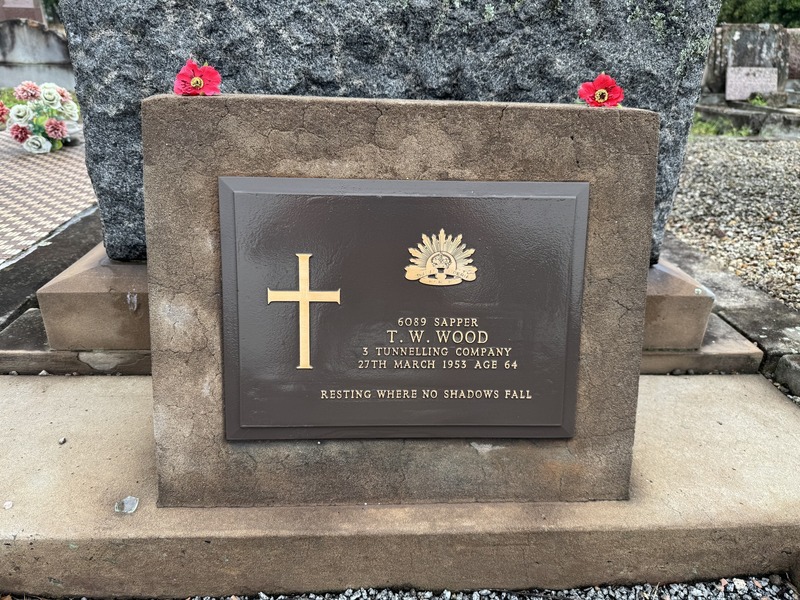 6089 SAPPER
T. W. WOOD
3 TUNNELLING COMPANY
27TH MARCH 1953 AGE 64
RESTING WHERE NO SHADOWS FALL